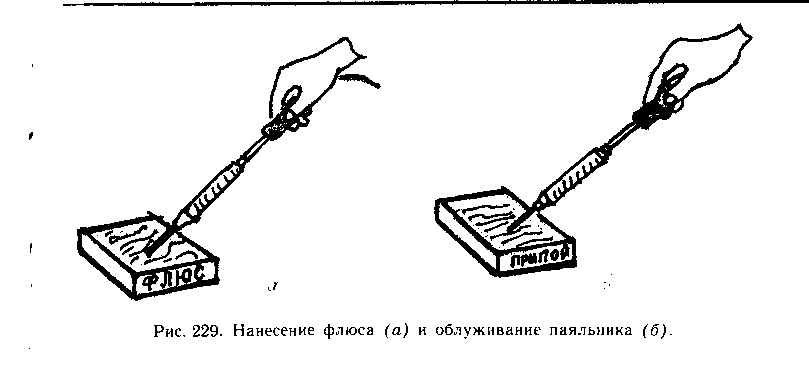 ФЛЮС
ПРИПОЙ
а
Рис. 229. Нанесение флюса (а) и облуживание паяльника (б).